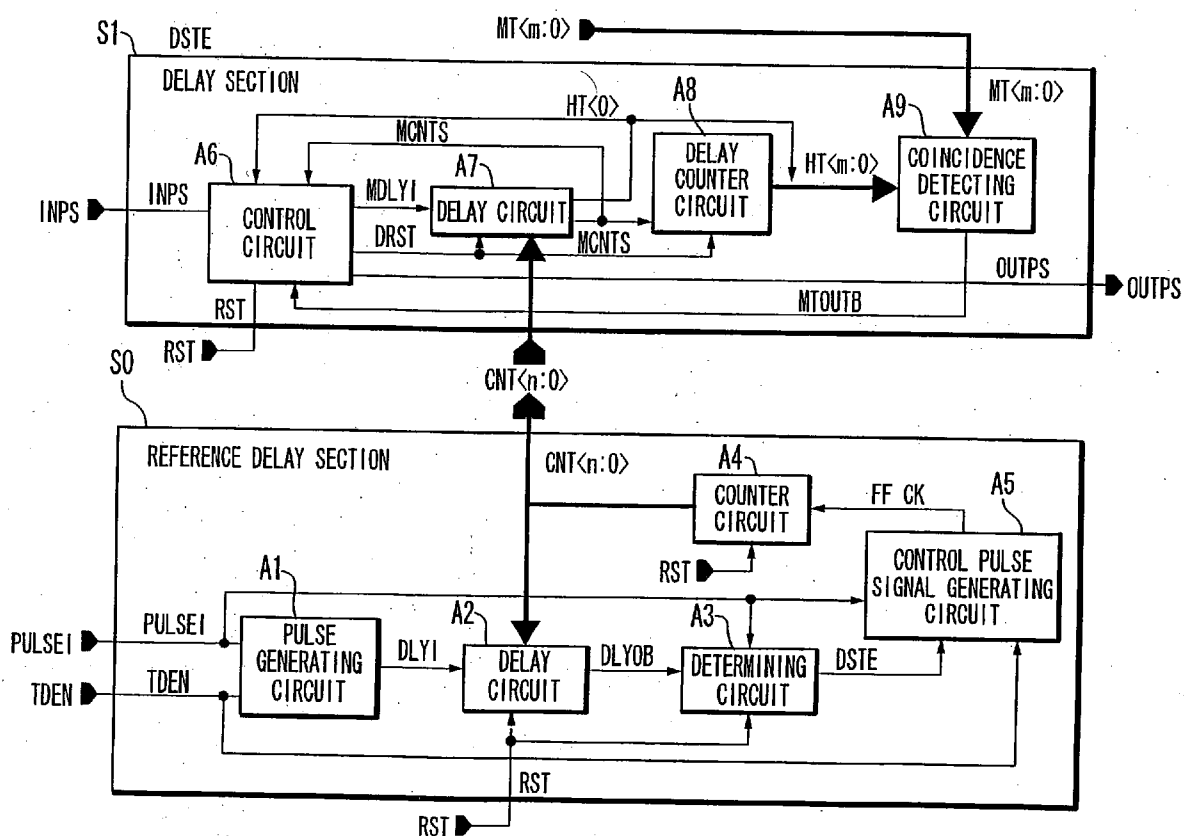 MT<m:0>
S1
DSTE
DELAY SECTION
HT<0>
A8
MT<m:0>
A9
MCNTS
A6
A7
DELAY
COUNTER
CIRCUIT
HT<m:0>
COINCIDENCE
DETECTING
CIRCUIT
INPS
INPS
CONTROL
CIRCUIT
MDLYI
DELAY CIRCUIT
DRST
MCNTS
OUTPS
OUTPS
RST
MTOUTB
RST
S0
CNT<n:0>
REFERENCE DELAY SECTION
CNT<n:0>
A4
COUNTER
CIRCUIT
FF CK
A5
RST
CONTROL PULSE
SIGNAL GENERATING
CIRCUIT
A1
PULSEI
PULSEI
PULSE
GENERATING
CIRCUIT
A2
A3
DLYI
DELAY
CIRCUIT
DLYOB
DETERMINING
CIRCUIT
DSTE
TDEN
TDEN
RST
RST